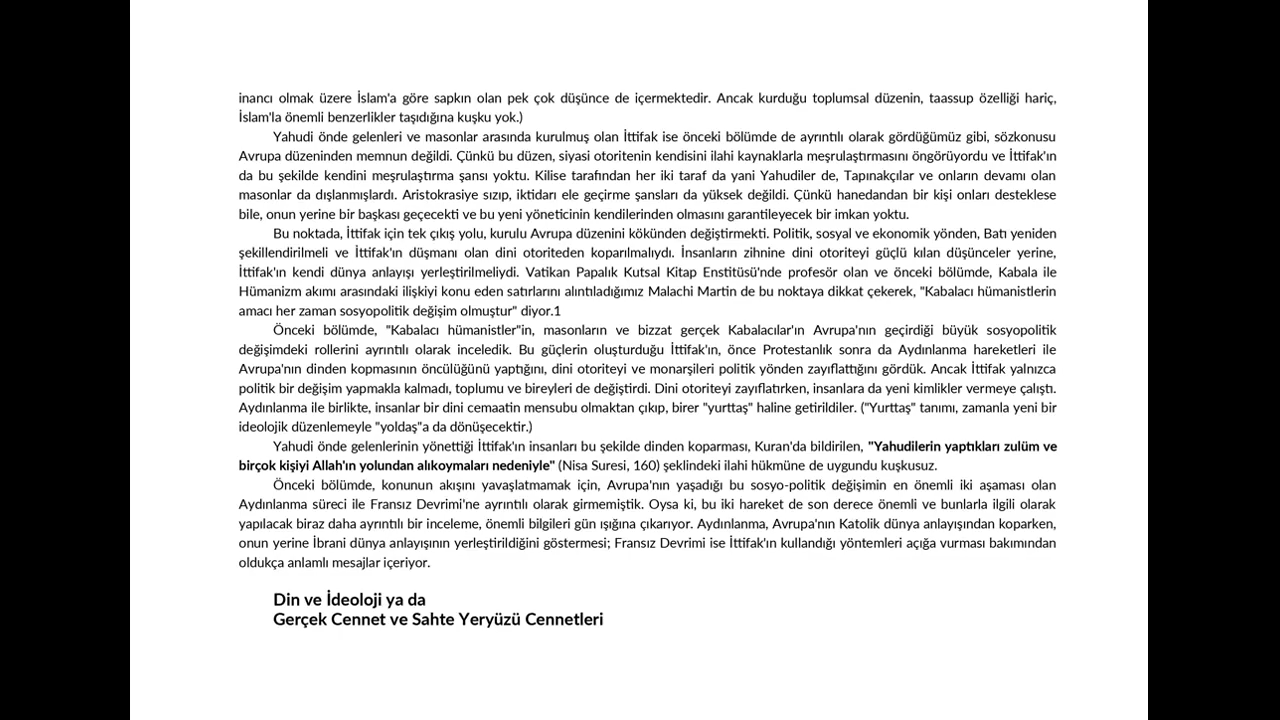 inancı olmak üzere İslam'a göre sapkın olan pek çok düşünce de içermektedir. Ancak kurduğu toplumsal düzenin, taassup özelliği hariç,
İslam'la önemli benzerlikler taşıdığına kuşku yok.)
Yahudi önde gelenleri ve masonlar arasında kurulmuş olan İttifak ise önceki bölümde de ayrıntılı olarak gördüğümüz gibi, sözkonusu
Avrupa düzeninden memnun değildi. Çünkü bu düzen, siyasi otoritenin kendisini ilahi kaynaklarla meşrulaştırmasını öngörüyordu ve İttifak'ın
da bu şekilde kendini meşrulaştırma şansı yoktu. Kilise tarafından her iki taraf da yani Yahudiler de, Tapınakçılar ve onların devamı olan
masonlar da dışlanmışlardı. Aristokrasiye sızıp, iktidarı ele geçirme şansları da yüksek değildi. Çünkü hanedandan bir kişi onları desteklese
bile, onun yerine bir başkası geçecekti ve bu yeni yöneticinin kendilerinden olmasını garantileyecek bir imkan yoktu.
Bu noktada, İttifak için tek çıkış yolu, kurulu Avrupa düzenini kökünden değiştirmekti. Politik, sosyal ve ekonomik yönden, Batı yeniden
şekillendirilmeli ve İttifak'ın düşmanı olan dini otoriteden koparılmalıydı. İnsanların zihnine dini otoriteyi güçlü kılan düşünceler yerine,
İttifak'ın kendi dünya anlayışı yerleştirilmeliydi. Vatikan Papalık Kutsal Kitap Enstitüsü'nde profesör olan ve önceki bölümde, Kabala ile
Hümanizm akımı arasındaki ilişkiyi konu eden satırlarını alıntıladığımız Malachi Martin de bu noktaya dikkat çekerek, "Kabalacı hümanistlerin
amacı her zaman sosyopolitik değişim olmuştur" diyor.1
Önceki bölümde, "Kabalacı hümanistler"in, masonların ve bizzat gerçek Kabalacılar'ın Avrupa'nın geçirdiği büyük sosyopolitik
değişimdeki rollerini ayrıntılı olarak inceledik. Bu güçlerin oluşturduğu İttifak'ın, önce Protestanlık sonra da Aydınlanma hareketleri ile
Avrupa'nın dinden kopmasının öncülüğünü yaptığını, dini otoriteyi ve monarşileri politik yönden zayıflattığını gördük. Ancak İttifak yalnızca
politik bir değişim yapmakla kalmadı, toplumu ve bireyleri de değiştirdi. Dini otoriteyi zayıflatırken, insanlara da yeni kimlikler vermeye çalıştı.
Aydınlanma ile birlikte, insanlar bir dini cemaatin mensubu olmaktan çıkıp, birer "yurttaş" haline getirildiler. ("Yurttaş" tanımı, zamanla yeni bir
ideolojik düzenlemeyle "yoldaş"a da dönüşecektir.)
Yahudi önde gelenlerinin yönettiği İttifak'ın insanları bu şekilde dinden koparması, Kuran'da bildirilen, "Yahudilerin yaptıkları zulüm ve
birçok kişiyi Allah'ın yolundan alıkoymaları nedeniyle" (Nisa Suresi, 160) şeklindeki ilahi hükmüne de uygundu kuşkusuz.
Önceki bölümde, konunun akışını yavaşlatmamak için, Avrupa'nın yaşadığı bu sosyo-politik değişimin en önemli iki aşaması olan
Aydınlanma süreci ile Fransız Devrimi'ne ayrıntılı olarak girmemiştik. Oysa ki, bu iki hareket de son derece önemli ve bunlarla ilgili olarak
yapılacak biraz daha ayrıntılı bir inceleme, önemli bilgileri gün ışığına çıkarıyor. Aydınlanma, Avrupa'nın Katolik dünya anlayışından koparken,
onun yerine İbrani dünya anlayışının yerleştirildiğini göstermesi; Fransız Devrimi ise İttifak'ın kullandığı yöntemleri açığa vurması bakımından
oldukça anlamlı mesajlar içeriyor.
Din ve İdeoloji ya da
Gerçek Cennet ve Sahte Yeryüzü Cennetleri